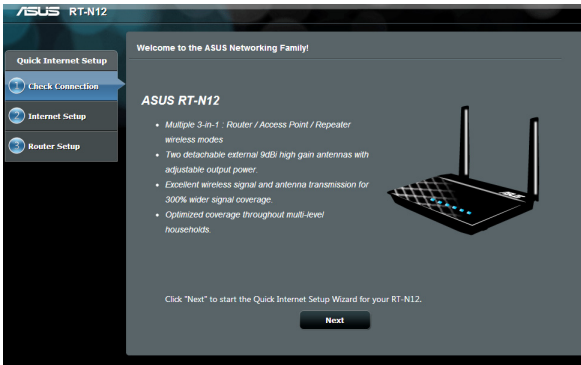 ASUS RT-N12
Welcome to the ASUS Networking Family!
Quick Internet Setup
1 Check Connection
2 Internet Setup
3 Router Setup
ASUS RT-N12
• Multiple 3-in-1 : Router / Access Point / Repeater
wireless modes
• Two detachable external 9dBi high gain antennas with
adjustable output power.
• Excellent wireless signal and antenna transmission for
300% wider signal coverage.
• Optimized coverage throughout multi-level
households.
ASUS
Click "Next" to start the Quick Internet Setup Wizard for your RT-N12.
Next